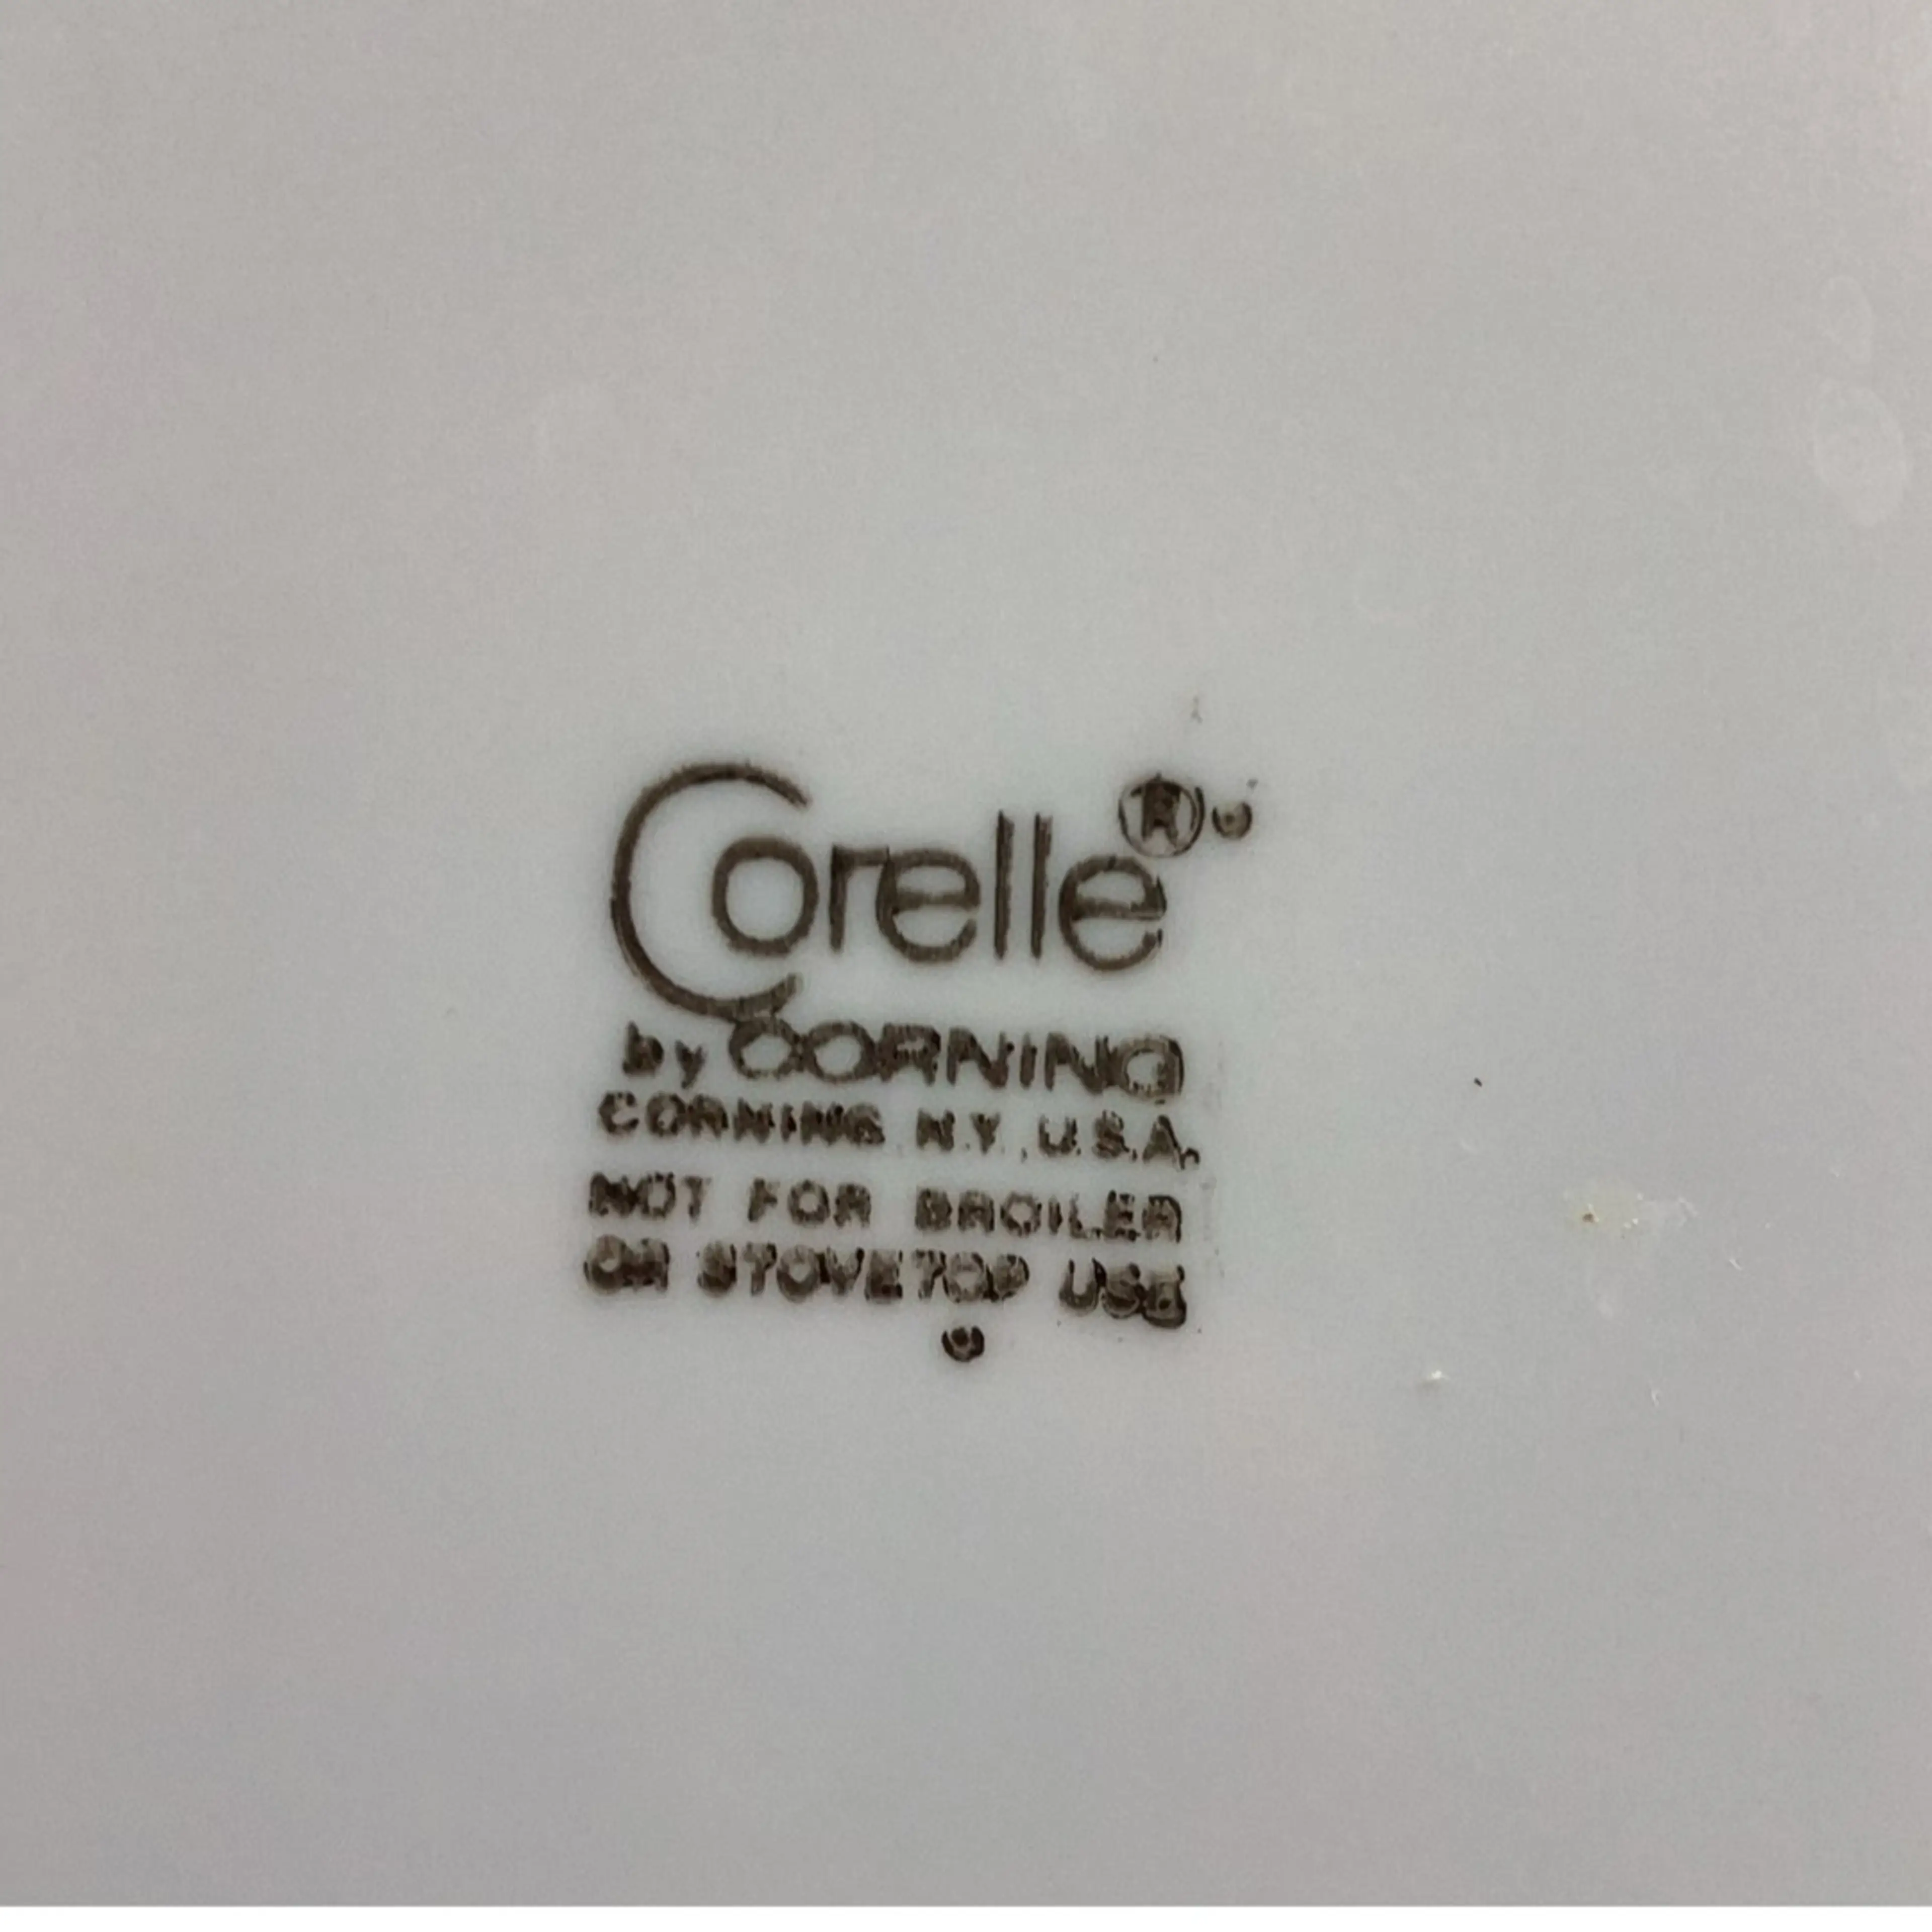 Corelle®
by CORNING
CORNING N.Y., U.S.A.
NOT FOR BROILER
OR STOVETOP USE